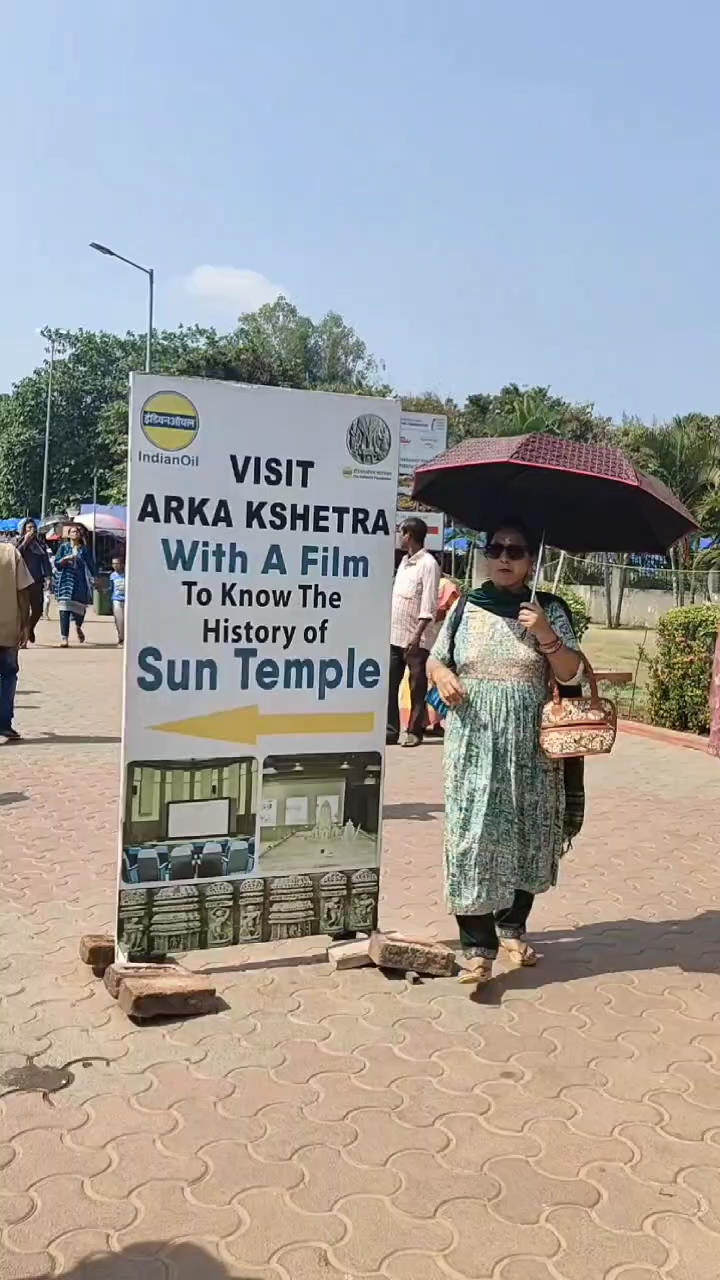 इंडियनऑयल
IndianOil
VISIT
ARKA KSHETRA
With A Film
To Know The
History of
Sun Temple